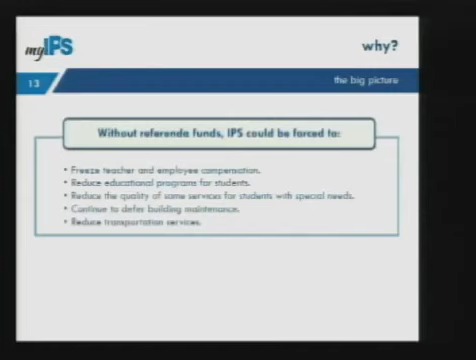 myIPS
why?
13
the big picture
Without referenda funds, IPS could be forced to:
• Freeze teacher and employee compensation.
• Reduce educational programs for students.
• Reduce the quality of some services for students with special needs.
• Continue to defer building maintenance.
• Reduce transportation services.